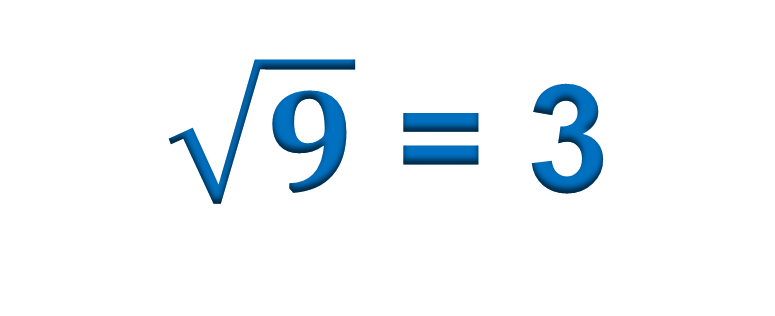 √9 = 3